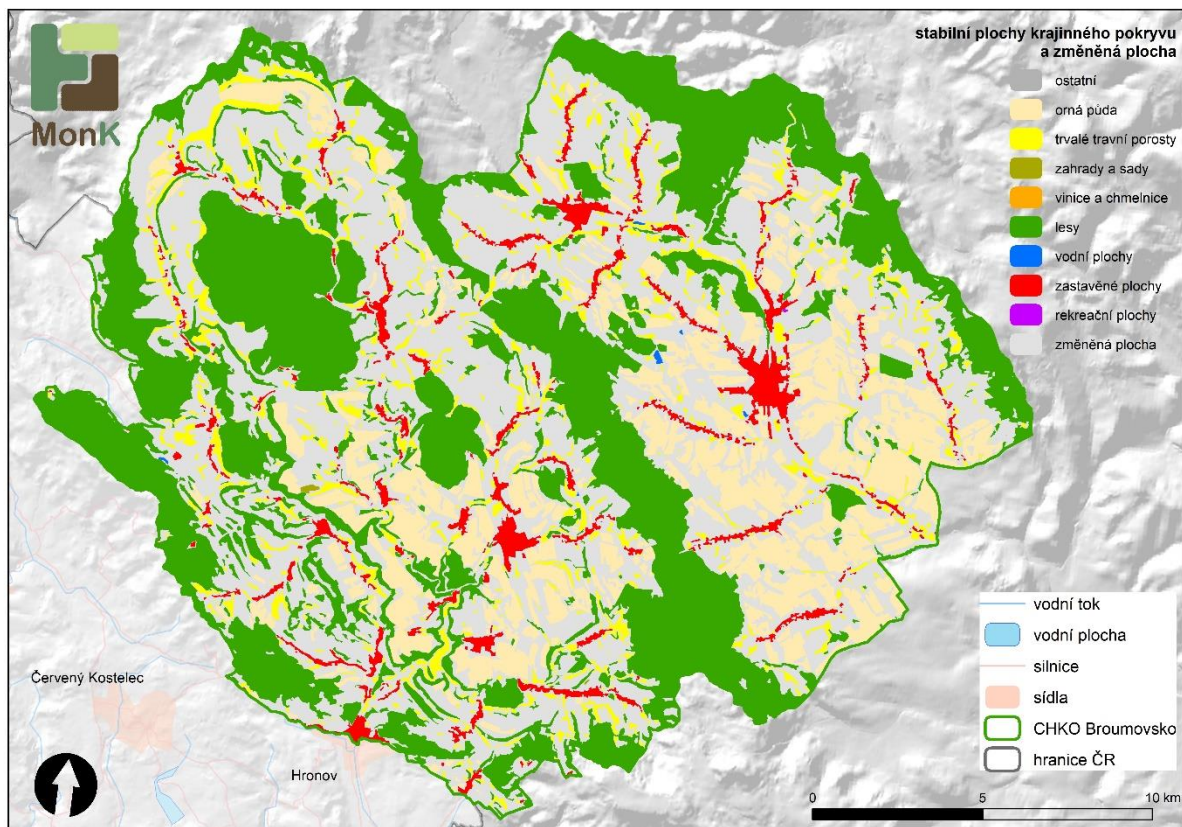 MonK
stabilní plochy krajinného pokryvu
a změněná plocha
ostatní
orná půda
trvalé travní porosty
zahrady a sady
vinice a chmelnice
lesy
vodní plochy
zastavěné plochy
rekreační plochy
změněná plocha
Červený Kostelec
Hronov
vodní tok
vodní plocha
silnice
sídla
CHKO Broumovsko
hranice ČR
0 5 10 km